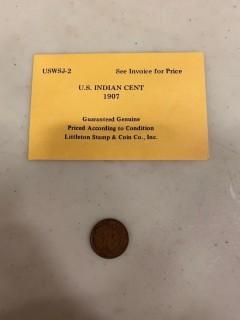 USWSJ-2 See Invoice for Price
U.S. INDIAN CENT
1907
Guaranteed Genuine
Priced According to Condition
Littleton Stamp & Coin Co., Inc.